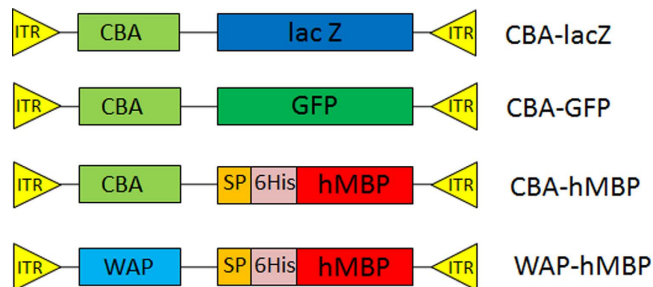 ITR CBA lac Z ITR CBA-lacZ
ITR CBA GFP ITR CBA-GFP
ITR CBA SP 6His hMBP ITR CBA-hMBP
ITR WAP SP 6His hMBP ITR WAP-hMBP